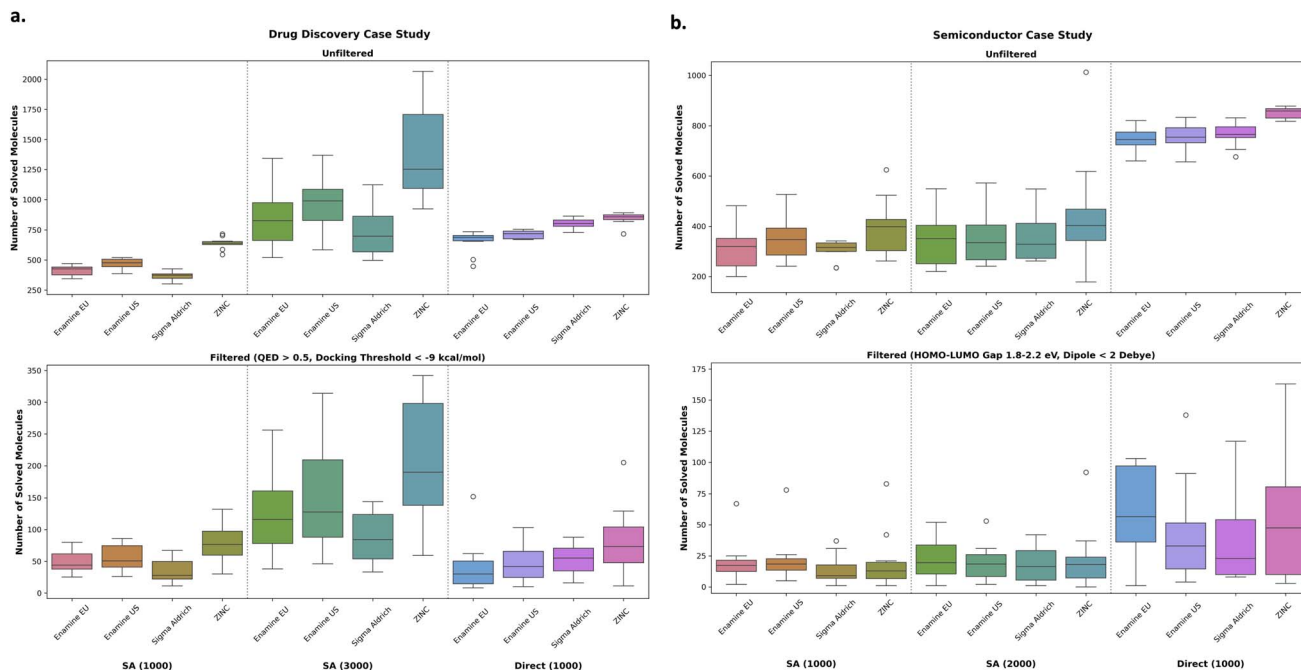 a.
Drug Discovery Case Study
Unfiltered
Number of Solved Molecules
2000
1750
1500
1250
1000
750
500
250
Enamine EU
Enamine US
Sigma Aldrich
ZINC
Enamine EU
Enamine US
Sigma Aldrich
ZINC
Enamine EU
Enamine US
Sigma Aldrich
ZINC
Filtered (QED > 0.5, Docking Threshold < -9 kcal/mol)
Number of Solved Molecules
350
300
250
200
150
100
50
0
Enamine EU
Enamine US
Sigma Aldrich
ZINC
Enamine EU
Enamine US
Sigma Aldrich
ZINC
Enamine EU
Enamine US
Sigma Aldrich
ZINC
SA (1000)
SA (3000)
Direct (1000)
b.
Semiconductor Case Study
Unfiltered
Number of Solved Molecules
1000
800
600
400
200
Enamine EU
Enamine US
Sigma Aldrich
ZINC
Enamine EU
Enamine US
Sigma Aldrich
ZINC
Enamine EU
Enamine US
Sigma Aldrich
ZINC
Filtered (HOMO-LUMO Gap 1.8-2.2 eV, Dipole < 2 Debye)
Number of Solved Molecules
175
150
125
100
75
50
25
0
Enamine EU
Enamine US
Sigma Aldrich
ZINC
Enamine EU
Enamine US
Sigma Aldrich
ZINC
Enamine EU
Enamine US
Sigma Aldrich
ZINC
SA (1000)
SA (2000)
Direct (1000)